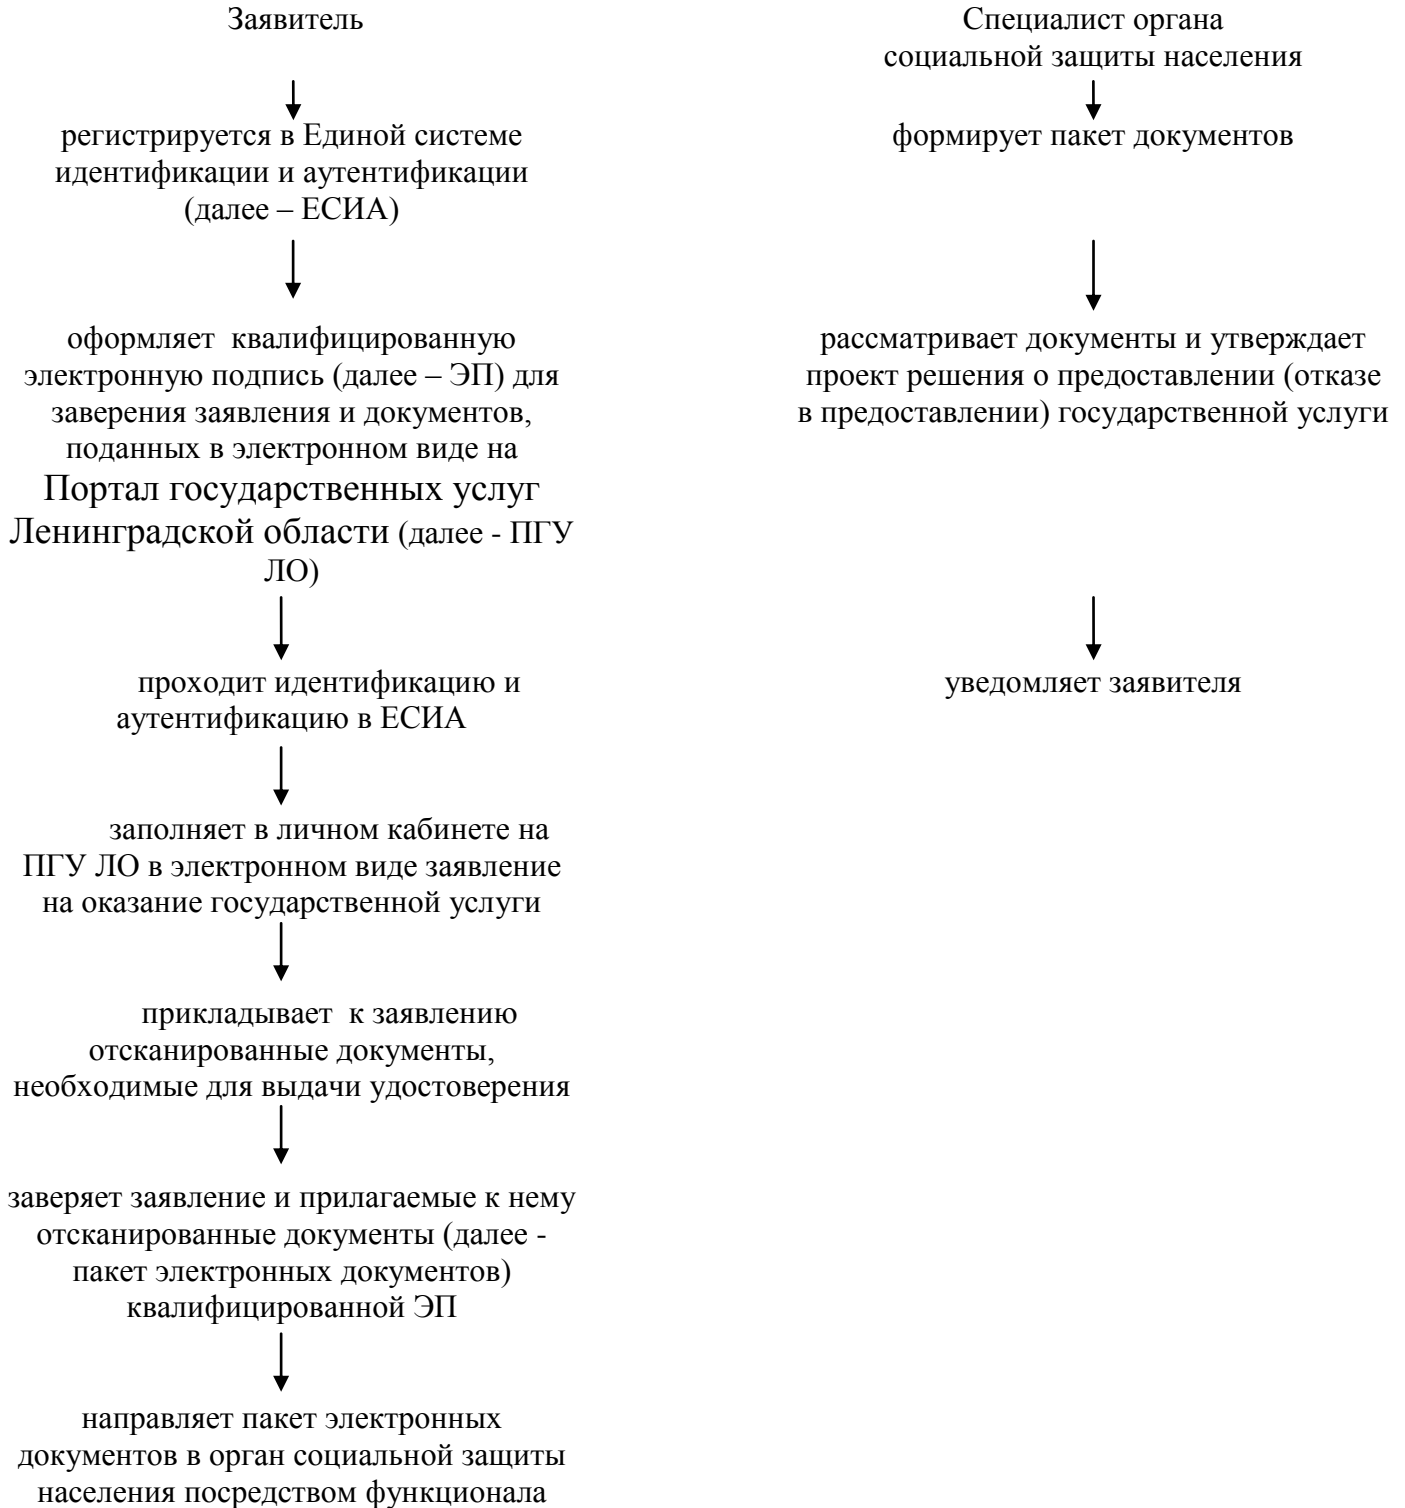 Заявитель
регистрируется в Единой системе
идентификации и аутентификации
(далее – ЕСИА)
оформляет квалифицированную
электронную подпись (далее – ЭП) для
заверения заявления и документов,
поданных в электронном виде на
Портал государственных услуг
Ленинградской области (далее - ПГУ
ЛО)
проходит идентификацию и
аутентификацию в ЕСИА
заполняет в личном кабинете на
ПГУ ЛО в электронном виде заявление
на оказание государственной услуги
прикладывает к заявлению
отсканированные документы,
необходимые для выдачи удостоверения
заверяет заявление и прилагаемые к нему
отсканированные документы (далее -
пакет электронных документов)
квалифицированной ЭП
направляет пакет электронных
документов в орган социальной защиты
населения посредством функционала
Специалист органа
социальной защиты населения
формирует пакет документов
рассматривает документы и утверждает
проект решения о предоставлении (отказе
в предоставлении) государственной услуги
уведомляет заявителя